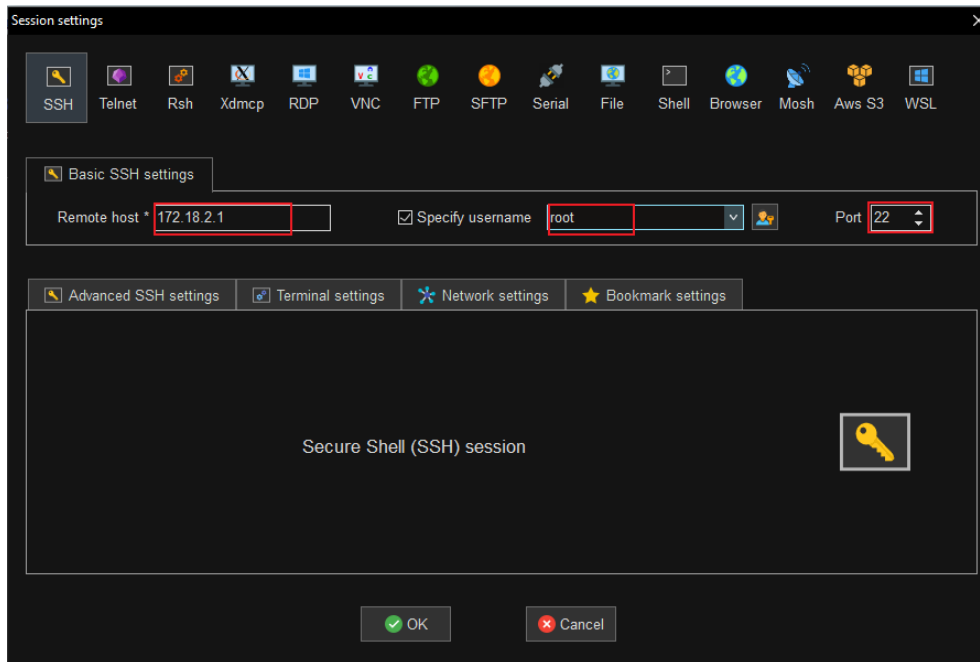 Session settings
SSH Telnet Rsh Xdmcp RDP VNC FTP SFTP Serial File Shell Browser Mosh Aws S3 WSL
Basic SSH settings
Remote host * 172.18.2.1 Specify username root Port 22
Advanced SSH settings Terminal settings Network settings Bookmark settings
Secure Shell (SSH) session
OK Cancel